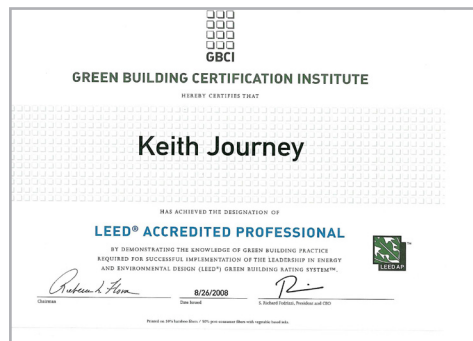 GBCI
GREEN BUILDING CERTIFICATION INSTITUTE
HEREBY CERTIFIES THAT
Keith Journey
HAS ACHIEVED THE DESIGNATION OF
LEED® ACCREDITED PROFESSIONAL
BY DEMONSTRATING THE KNOWLEDGE OF GREEN BUILDING PRACTICE
REQUIRED FOR SUCCESSFUL IMPLEMENTATION OF THE LEADERSHIP IN ENERGY
AND ENVIRONMENTAL DESIGN (LEED®) GREEN BUILDING RATING SYSTEM™.
LEED AP
8/26/2008
Chairman
Date Issued
President and CEO